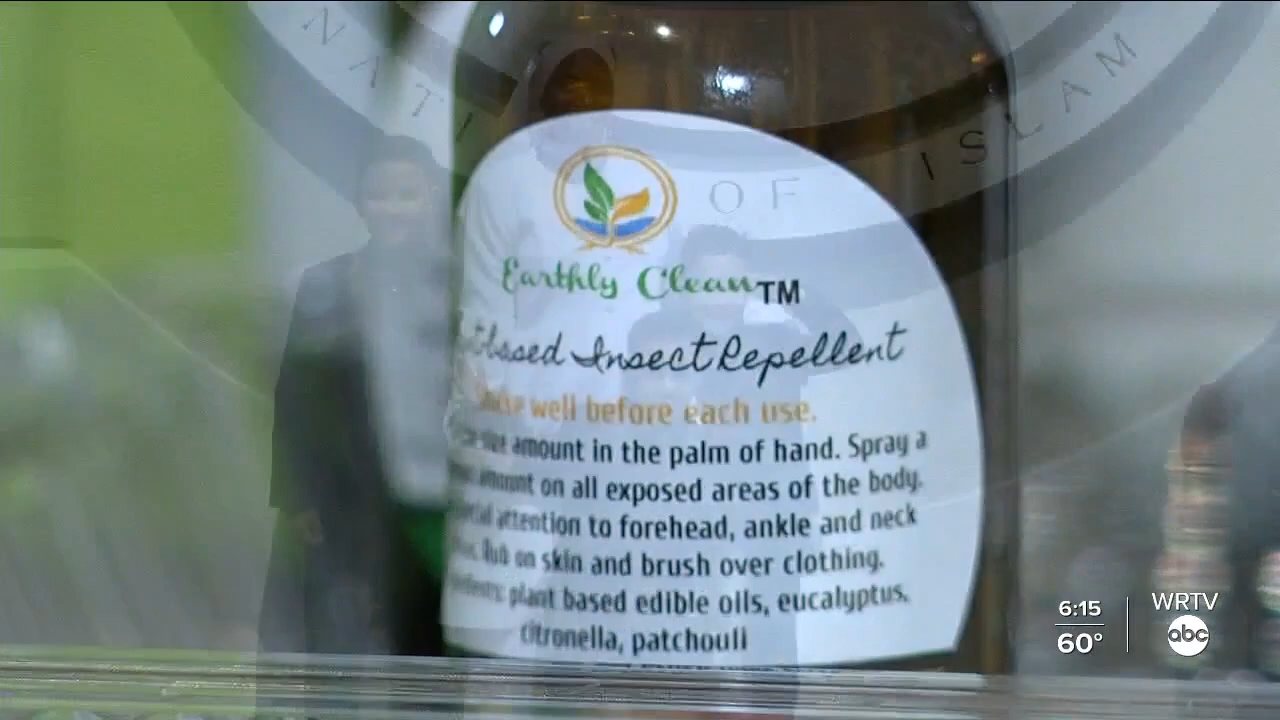 NATI OF ISLAM
Earthly Clean TM
tbased Insect Repellent
well before each use.
amount in the palm of hand. Spray a
amount on all exposed areas of the body.
attention to forehead, ankle and neck
Rub on skin and brush over clothing.
plant based edible oils, eucalyptus,
citronella, patchouli
6:15
60°
WRTV
abc